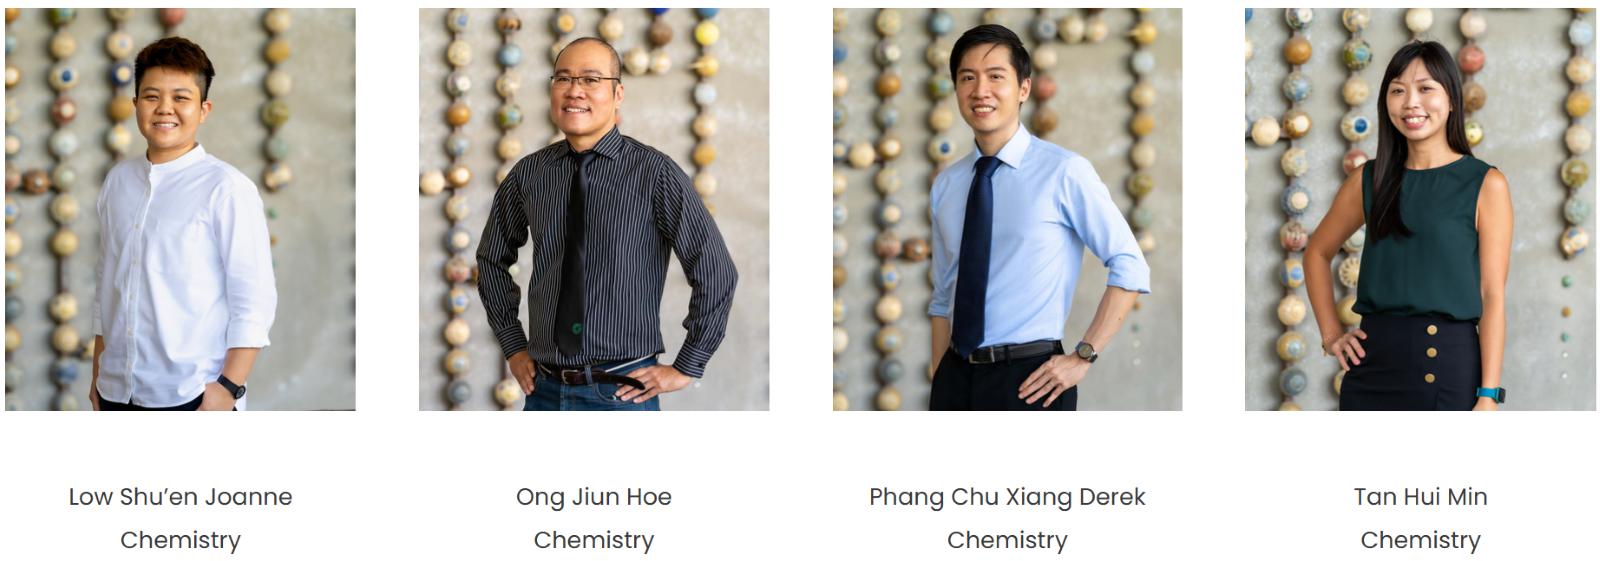 Low Shu’en Joanne
Chemistry
Ong Jiun Hoe
Chemistry
Phang Chu Xiang Derek
Chemistry
Tan Hui Min
Chemistry